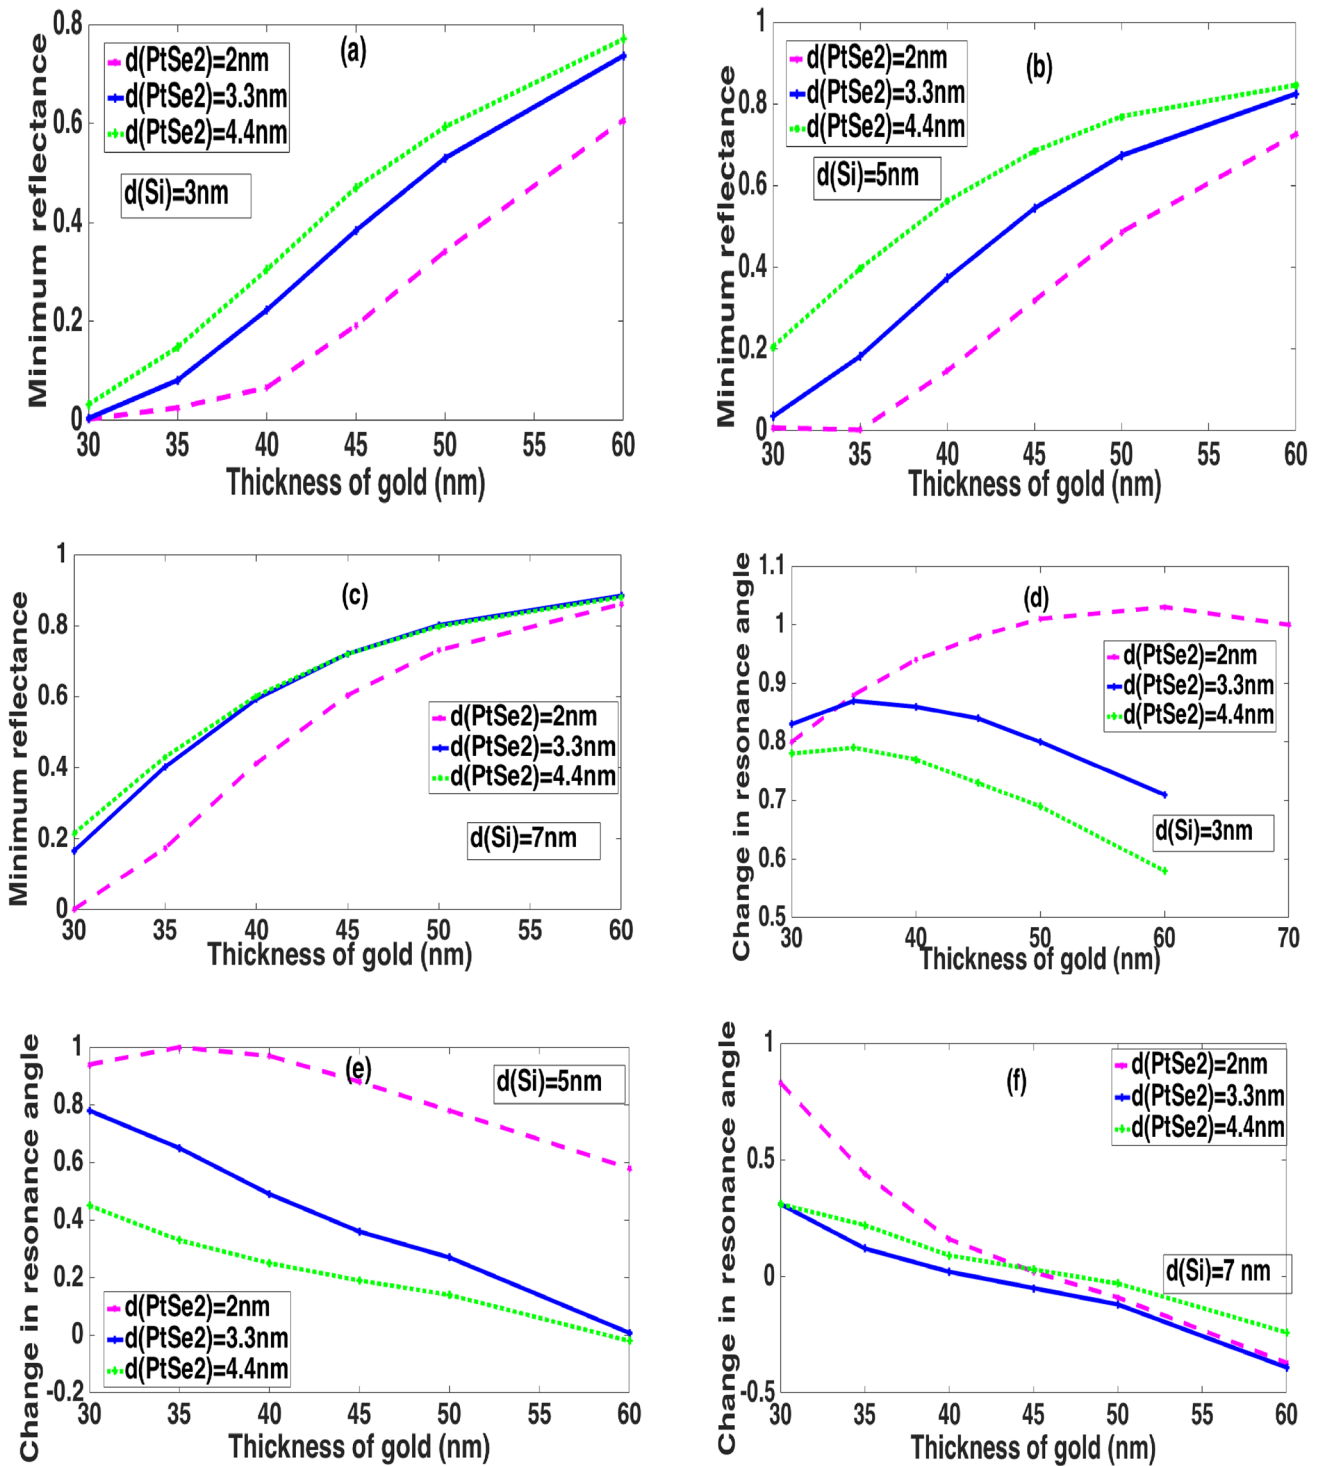 (a)
d(PtSe2)=2nm
d(PtSe2)=3.3nm
d(PtSe2)=4.4nm
d(Si)=3nm
Minimum reflectance
0.8
0.6
0.4
0.2
0
30 35 40 45 50 55 60
Thickness of gold (nm)
(b)
d(PtSe2)=2nm
d(PtSe2)=3.3nm
d(PtSe2)=4.4nm
d(Si)=5nm
Minimum reflectance
1
0.8
0.6
0.4
0.2
0
30 35 40 45 50 55 60
Thickness of gold (nm)
(c)
d(PtSe2)=2nm
d(PtSe2)=3.3nm
d(PtSe2)=4.4nm
d(Si)=7nm
Minimum reflectance
1
0.8
0.6
0.4
0.2
0
30 35 40 45 50 55 60
Thickness of gold (nm)
(d)
d(PtSe2)=2nm
d(PtSe2)=3.3nm
d(PtSe2)=4.4nm
d(Si)=3nm
Change in resonance angle
1.1
1
0.9
0.8
0.7
0.6
0.5
30 40 50 60 70
Thickness of gold (nm)
(e)
d(Si)=5nm
d(PtSe2)=2nm
d(PtSe2)=3.3nm
d(PtSe2)=4.4nm
Change in resonance angle
1
0.8
0.6
0.4
0.2
0
-0.2
30 35 40 45 50 55 60
Thickness of gold (nm)
(f)
d(PtSe2)=2nm
d(PtSe2)=3.3nm
d(PtSe2)=4.4nm
d(Si)=7 nm
Change in resonance angle
1
0.5
0
-0.5
30 35 40 45 50 55 60
Thickness of gold (nm)